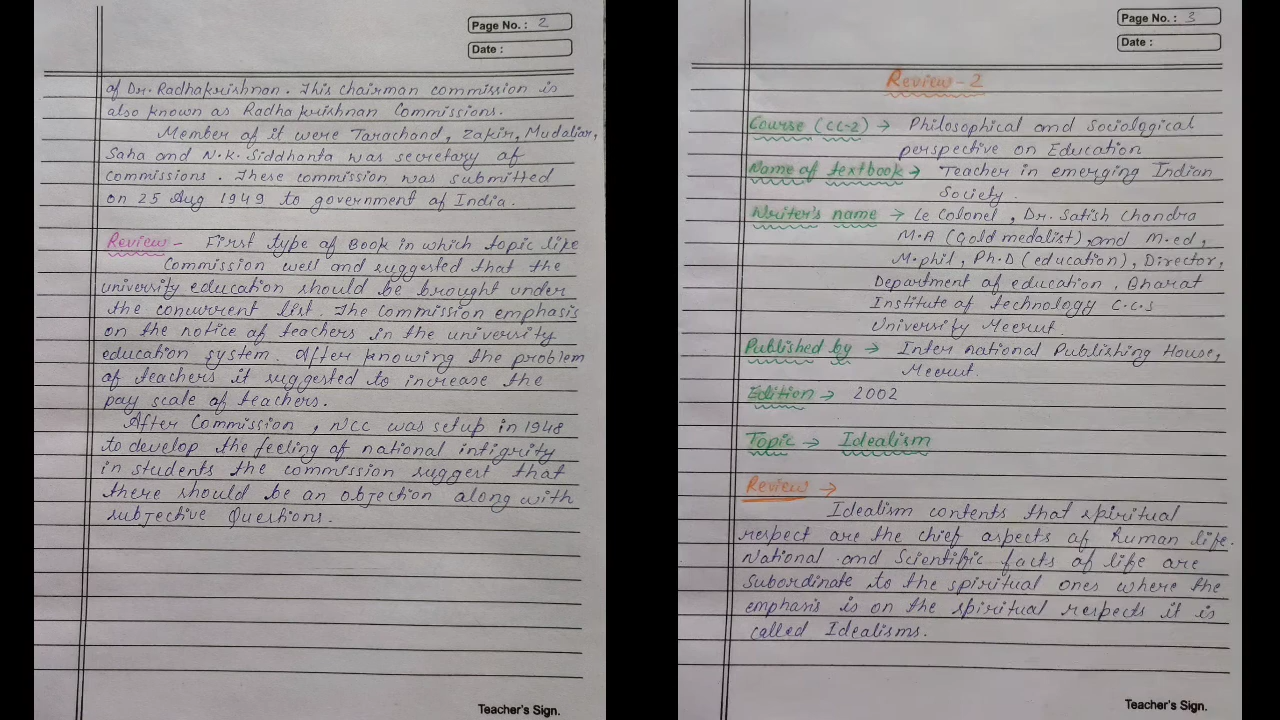 Page No. : 2
Date :
of Dr. Radhakrishnan. This chairman commission is
also known as Radha krishnan Commissions.
Member of it were Tarachand, Zakir, Mudaliar,
Saha and N.K. Siddhanta was secretary of
commissions. These commission was submitted
on 25 Aug 1949 to government of India.
Review - First type of Book in which topic like
Commission well and suggested that the
university education should be brought under
the concurrent list. The commission emphasis
on the notice of teachers in the university
education system. After knowing the problem
of teachers it suggested to increase the
pay scale of teachers.
After Commission, NCC was setup in 1948
to develop the feeling of national intigrity
in students the commission suggest that
there should be an objection along with
subjective Questions.
Teacher's Sign.
Page No. : 3
Date :
Review - 2
Course (CC-2) → Philosophical and Sociological
perspective on Education
Name of textbook → Teacher in emerging Indian
Society.
Writer's name → Le Colonel, Dr. Satish Chandra
M.A (Gold medalist), and M.ed,
M.phil, Ph.D (education), Director,
Department of education, Bharat
Institute of technology C.C.S
University Meerut.
Published by → Inter national Publishing House,
Meerut.
Edition → 2002
Topic → Idealism
Review →
Idealism contents that spiritual
respect are the chief aspects of human life.
National and Scientific facts of life are
subordinate to the spiritual ones where the
emphasis is on the spiritual respects it is
called Idealisms.
Teacher's Sign.